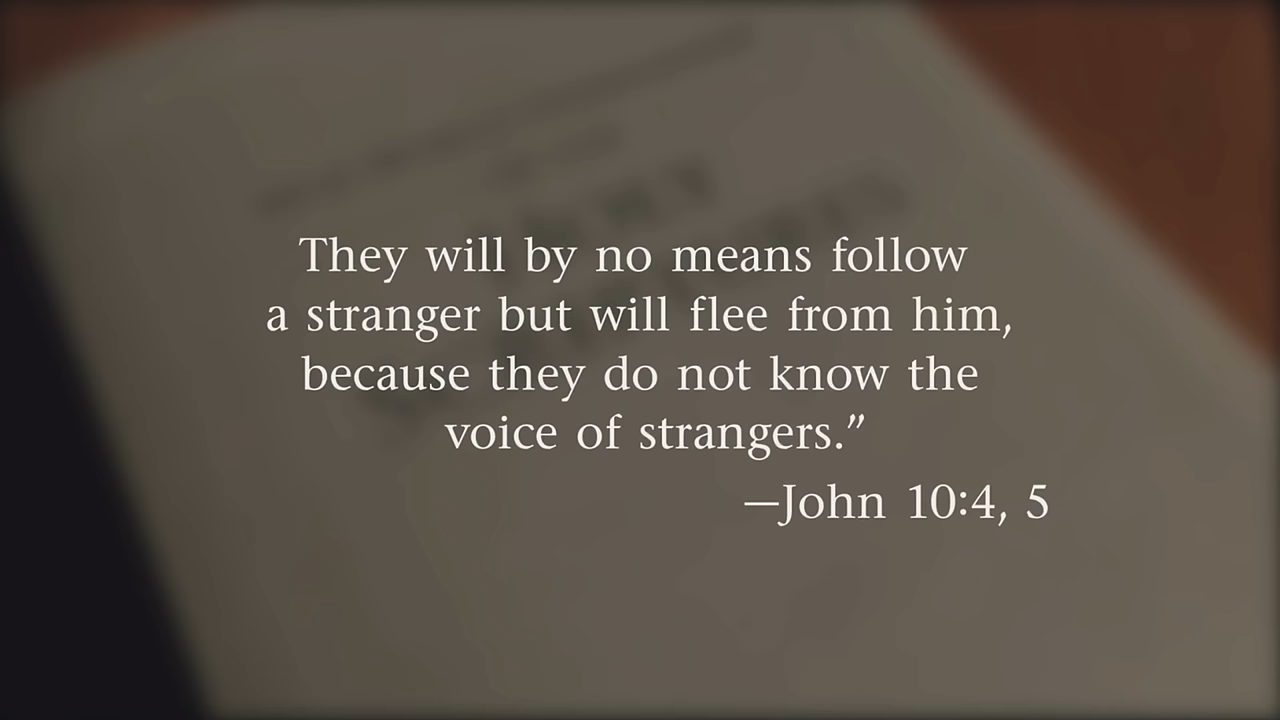 They will by no means follow
a stranger but will flee from him,
because they do not know the
voice of strangers.”
—John 10:4, 5